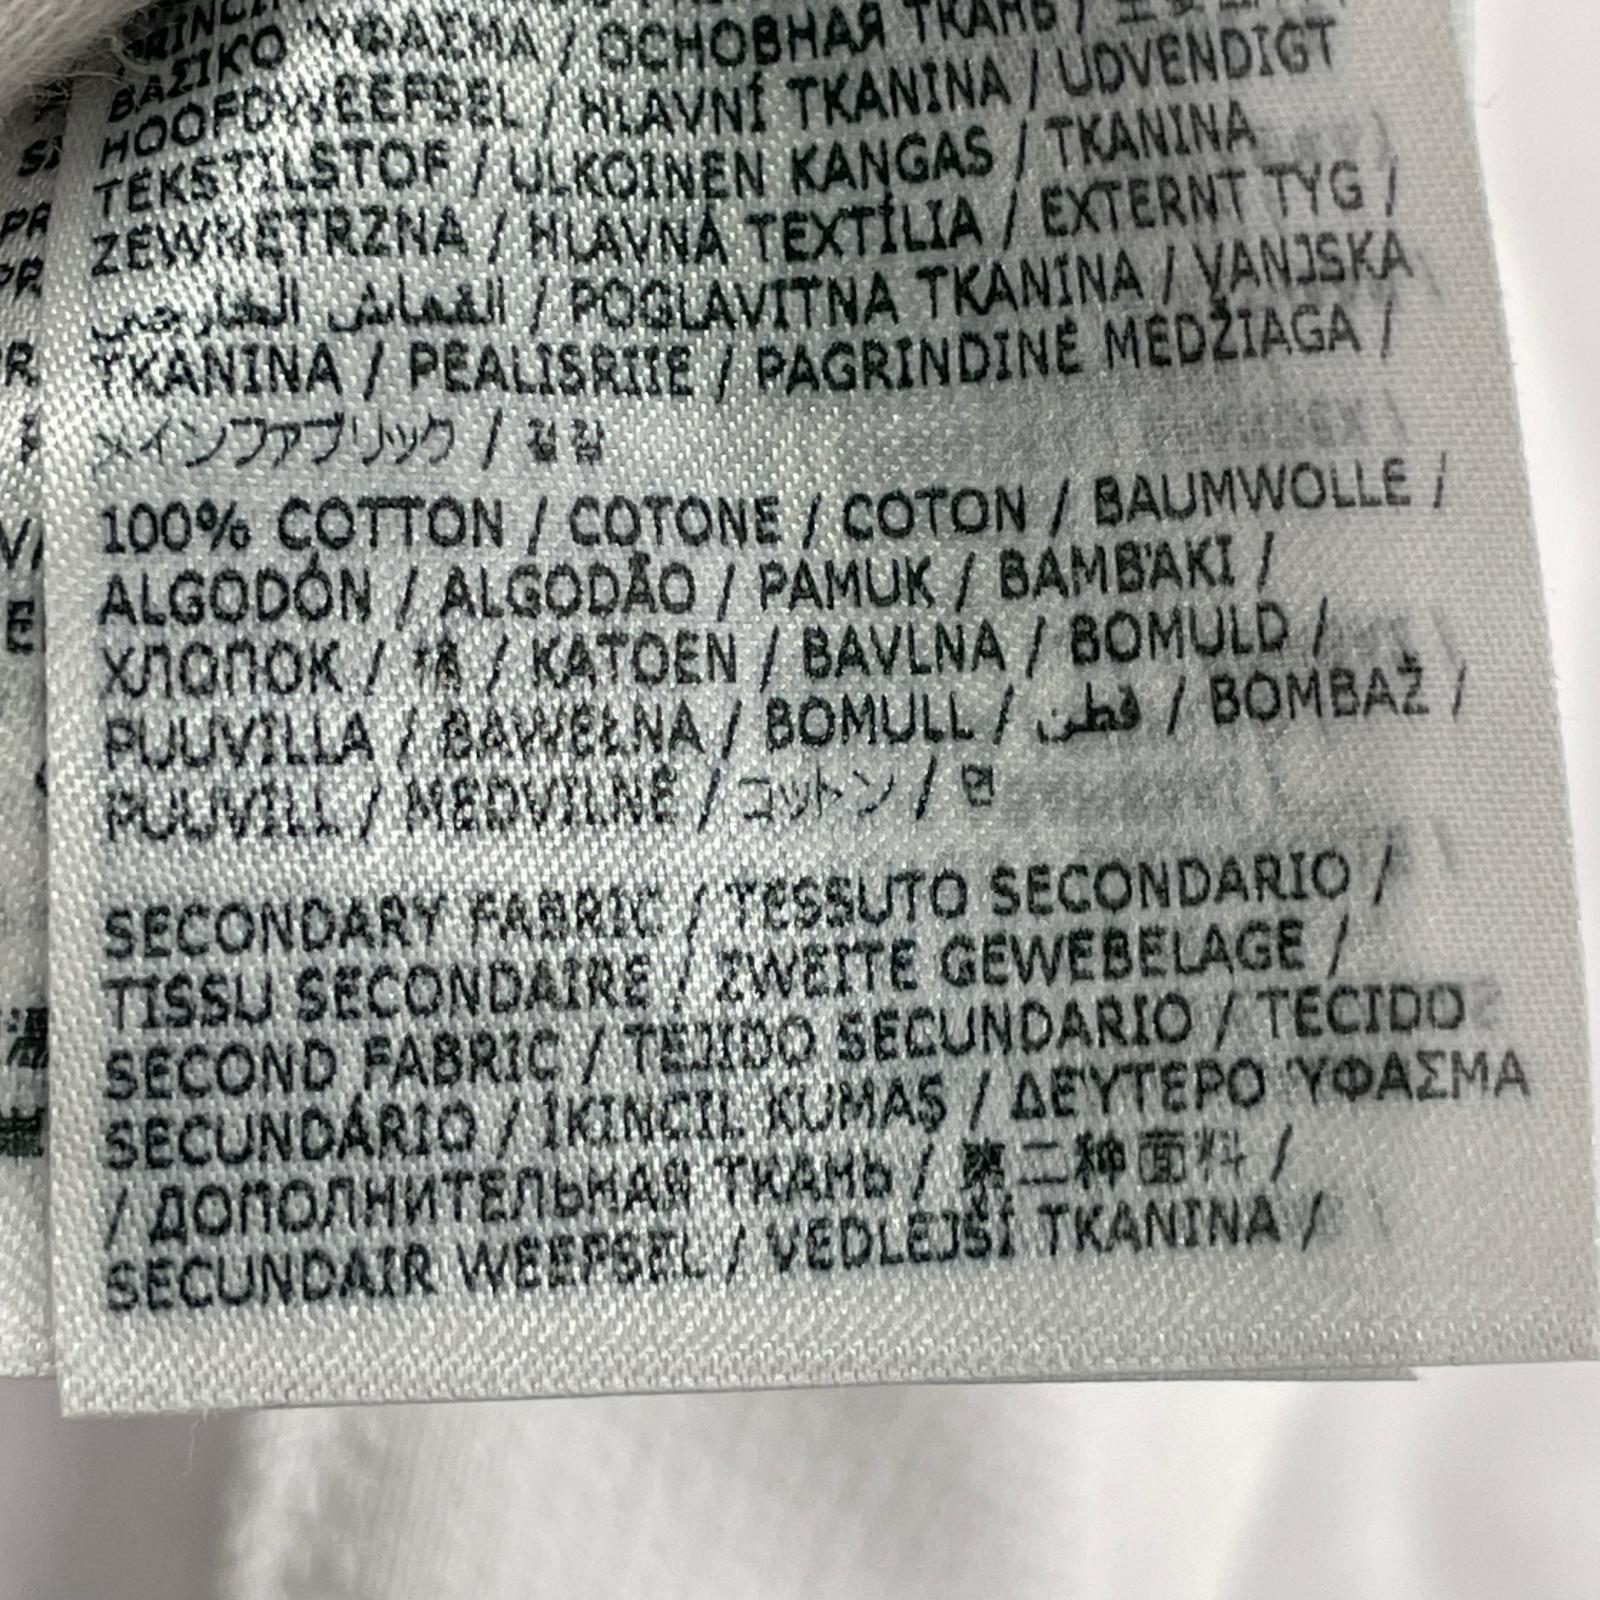 ΒΑΣΙΚΟ ΥΦΑΣΜΑ / ОСНОВНАЯ ТКАНЬ /
HOOFDWEEFSEL / HLAVNÍ TKANINA / UDVENDIGT
TEKSTILSTOF / ULKOINEN KANGAS / TKANINA
ZEWNĘTRZNA / HLAVNÁ TEXTÍLIA / EXTERNT TYG /
القماش الخارجي / POGLAVITNA TKANINA / VANJSKA
TKANINA / PEALISRIIE / PAGRINDINĖ MEDŽIAGA /
メインファブリック / 겉감
100% COTTON / COTONE / COTON / BAUMWOLLE /
ALGODÓN / ALGODÃO / PAMUK / ΒΑΜΒΆΚΙ /
ХЛОПОК / 棉 / KATOEN / BAVLNA / BOMULD /
PUUVILLA / BAWEŁNA / BOMULL / قطن / BOMBAŽ /
PUUVILL / MEDVILNĖ / コットン / 면
SECONDARY FABRIC / TESSUTO SECONDARIO /
TISSU SECONDAIRE / ZWEITE GEWEBELAGE /
SECOND FABRIC / TEJIDO SECUNDARIO / TECIDO
SECUNDÁRIO / İKINCIL KUMAŞ / ΔΕΎΤΕΡΟ ΎΦΑΣΜΑ
/ ДОПОЛНИТЕЛЬНАЯ ТКАНЬ / 第二种面料 /
SECUNDAIR WEEFSEL / VEDLEJŠÍ TKANINA /